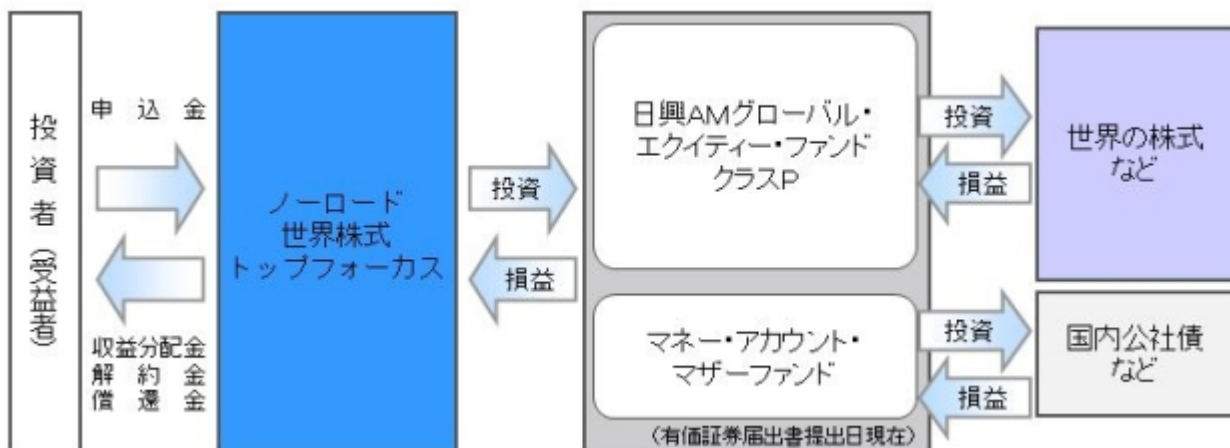 投資者(受益者)
申込金
収益分配金
解約金
償還金
ノーロード
世界株式
トップフォーカス
投資
損益
日興AMグローバル・
エクイティー・ファンド
クラスP
マネー・アカウント・
マザーファンド
(有価証券届出書提出日現在)
投資
損益
世界の株式
など
投資
損益
国内公社債
など